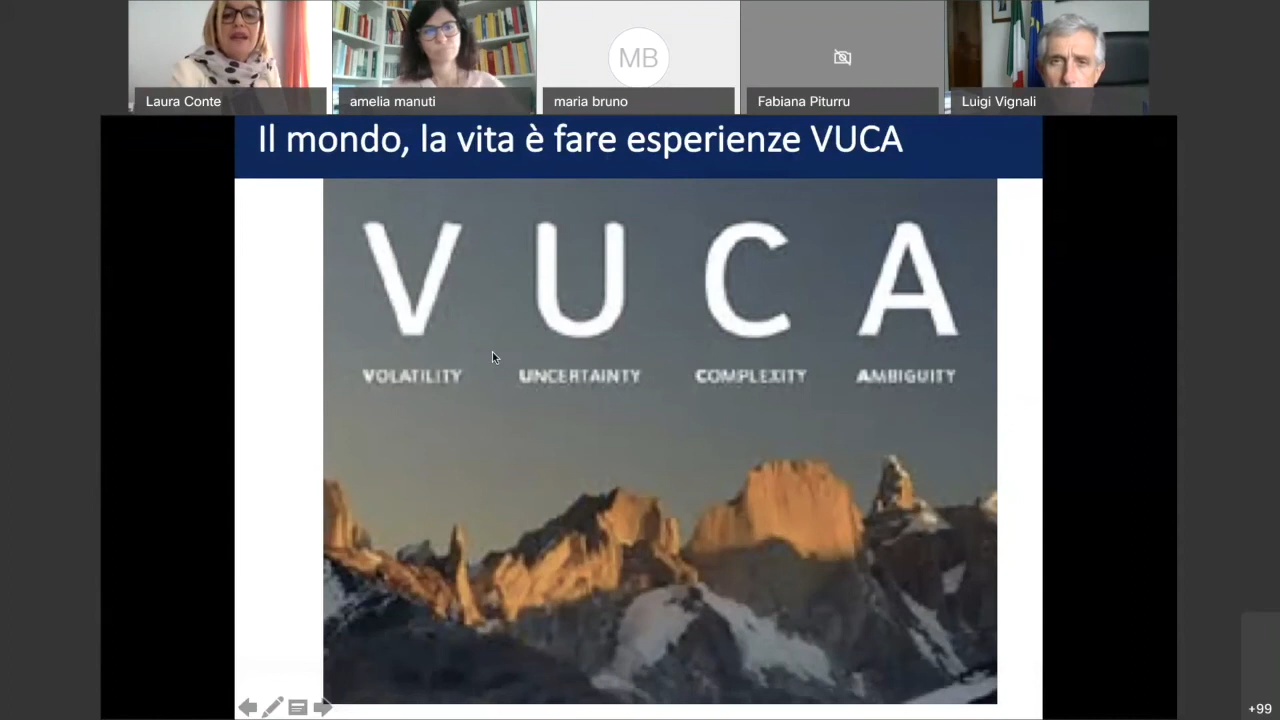 MB
Laura Conte
amelia manuti
maria bruno
Fabiana Piturru
Luigi Vignali
Il mondo, la vita è fare esperienze VUCA
V U C A
VOLATILITY UNCERTAINTY COMPLEXITY AMBIGUITY
+99